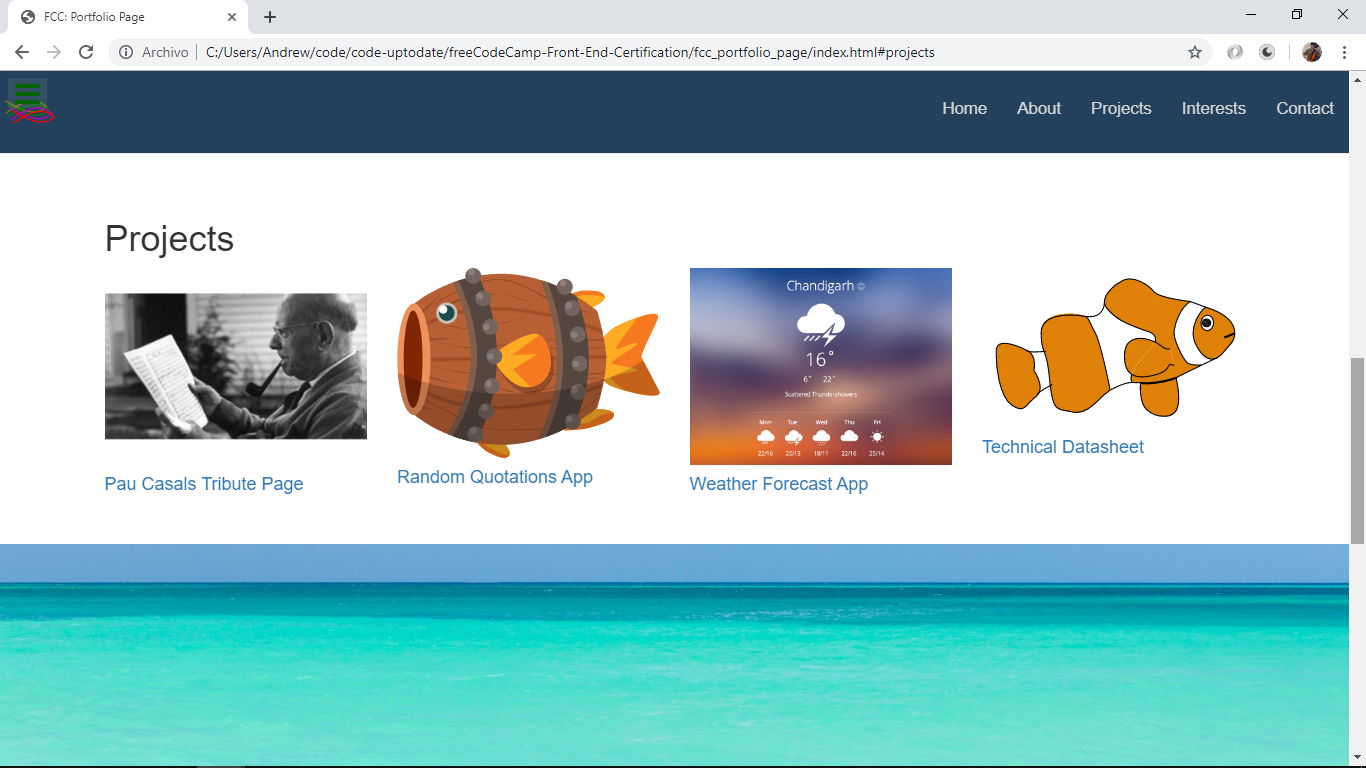 FCC: Portfolio Page
Archivo C:/Users/Andrew/code/code-uptodate/freeCodeCamp-Front-End-Certification/fcc_portfolio_page/index.html#projects
Home About Projects Interests Contact
Projects
Chandigarh
16°
6° 22°
Scattered Thundershowers
Mon Tue Wed Thu Fri
22/16 20/13 18/11 22/16 25/14
Pau Casals Tribute Page
Random Quotations App
Weather Forecast App
Technical Datasheet